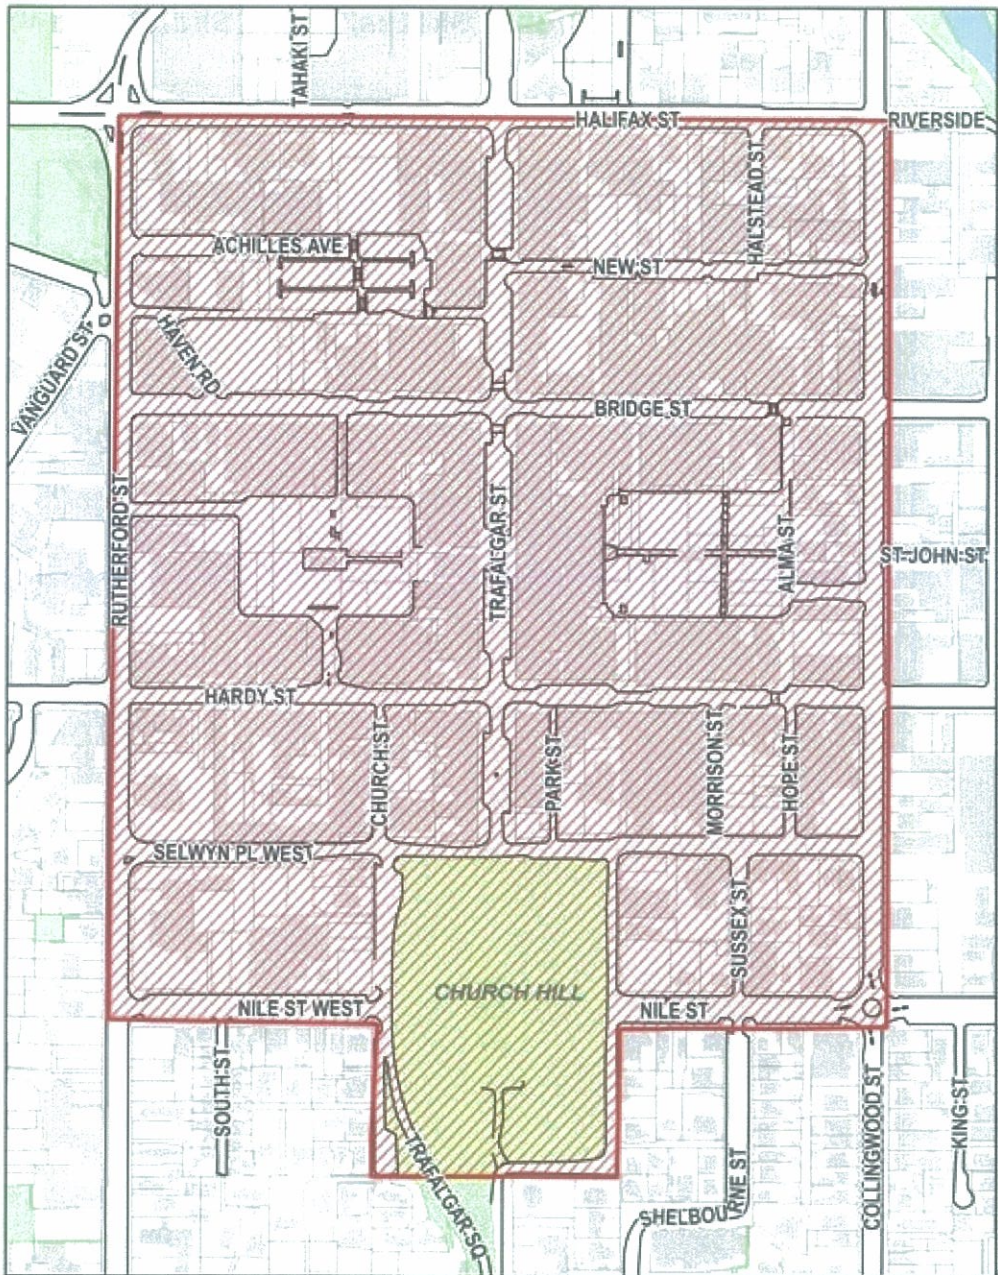 TAHAKI ST
HALIFAX ST
RIVERSIDE
HALSTEAD ST
ACHILLES AVE
NEW ST
HAVEN RD
VANGUARD ST
BRIDGE ST
RUTHERFORD ST
TRAFALGAR ST
ALMA ST
ST JOHN ST
HARDY ST
CHURCH ST
PARK ST
MORRISON ST
HOPE ST
SELWYN PL WEST
SUSSEX ST
CHURCH HILL
NILE ST WEST
NILE ST
SOUTH ST
COLLINGWOOD ST
KING ST
TRAFALGAR SQ
SHELBOURNE ST